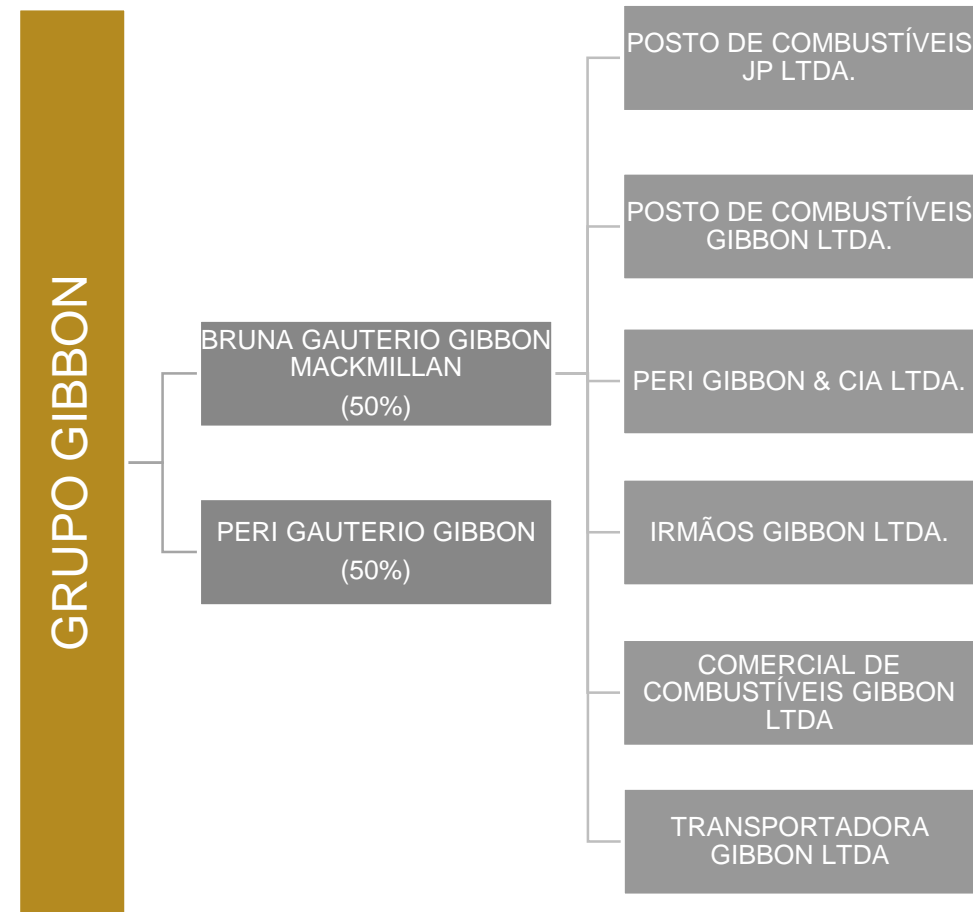 GRUPO GIBBON
BRUNA GAUTERIO GIBBON
MACKMILLAN
(50%)
PERI GAUTERIO GIBBON
(50%)
POSTO DE COMBUSTÍVEIS
JP LTDA.
POSTO DE COMBUSTÍVEIS
GIBBON LTDA.
PERI GIBBON & CIA LTDA.
IRMÃOS GIBBON LTDA.
COMERCIAL DE
COMBUSTÍVEIS GIBBON
LTDA
TRANSPORTADORA
GIBBON LTDA